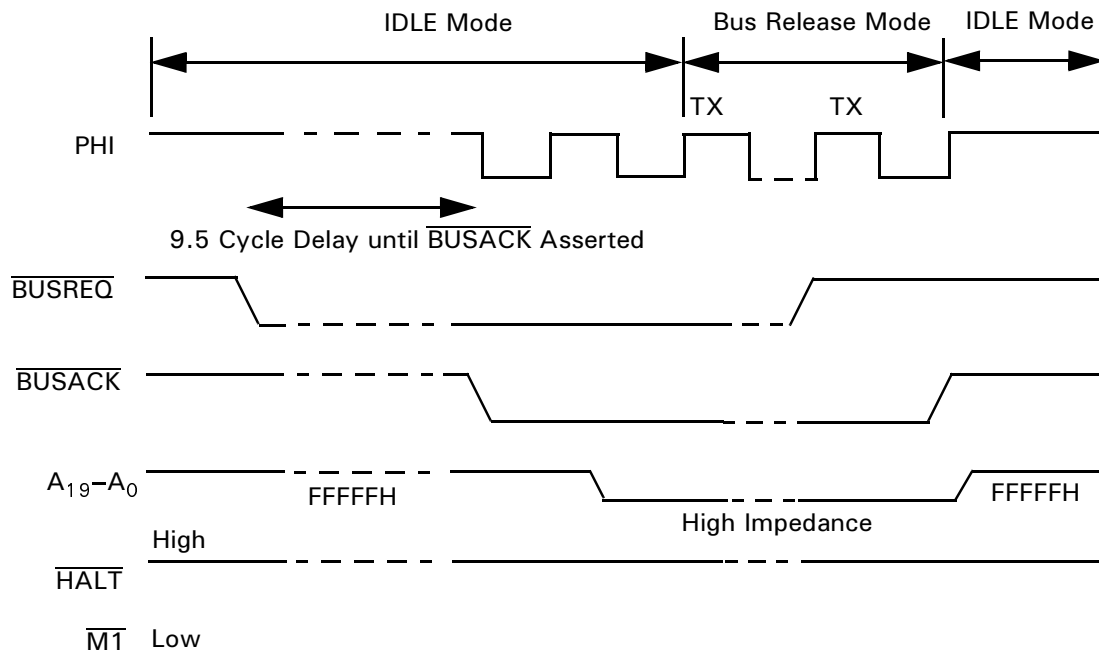 IDLE Mode
Bus Release Mode
IDLE Mode
TX
TX
PHI
9.5 Cycle Delay until BUSACK Asserted
BUSREQ
BUSACK
A19–A0
FFFFFH
FFFFFH
High Impedance
High
HALT
M1 Low